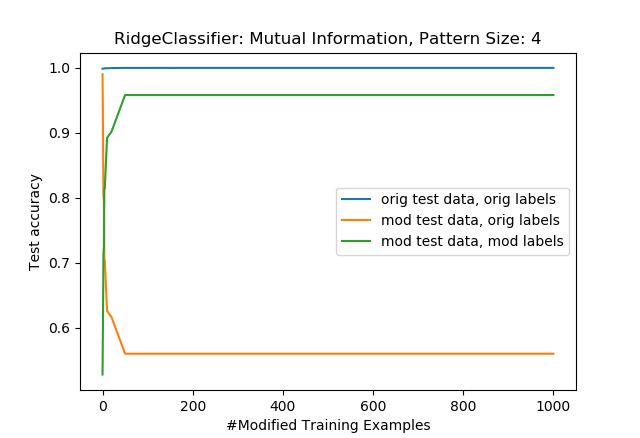 RidgeClassifier: Mutual Information, Pattern Size: 4
1.0
0.9
0.8
0.7
0.6
Test accuracy
orig test data, orig labels
mod test data, orig labels
mod test data, mod labels
0 200 400 600 800 1000
#Modified Training Examples